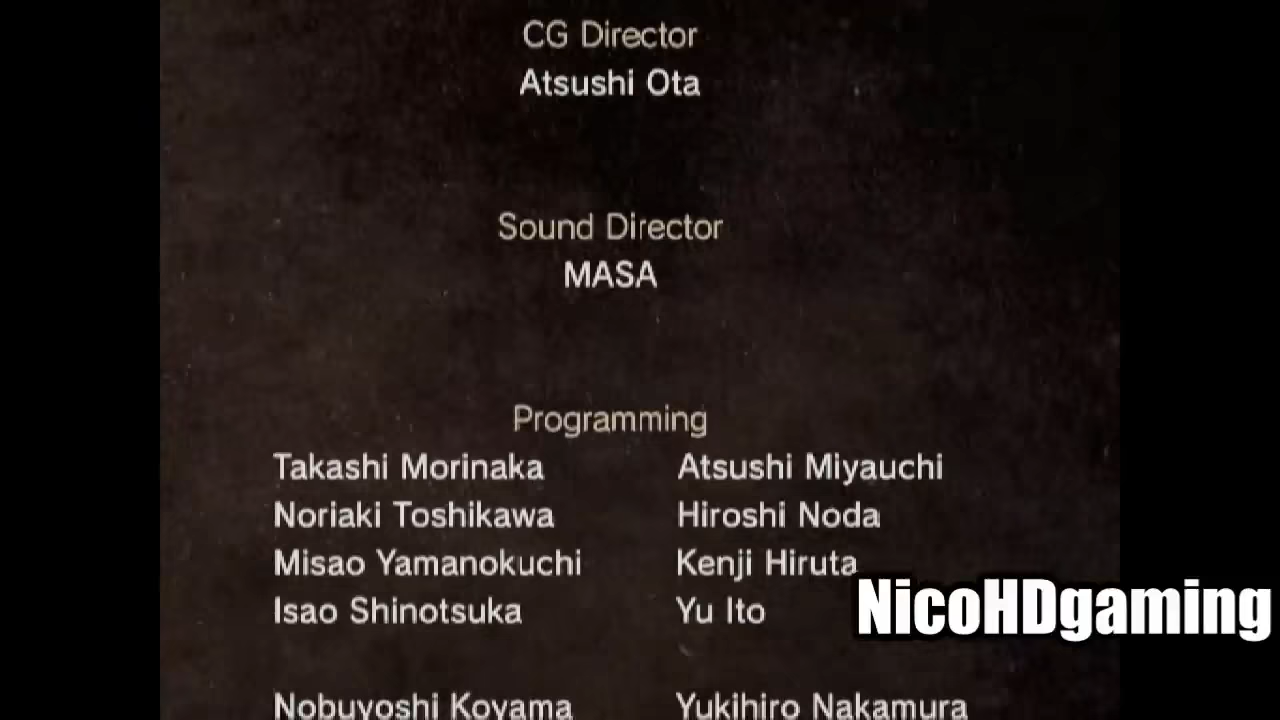 CG Director
Atsushi Ota
Sound Director
MASA
Programming
Takashi Morinaka Atsushi Miyauchi
Noriaki Toshikawa Hiroshi Noda
Misao Yamanokuchi Kenji Hiruta
Isao Shinotsuka Yu Ito
NicoHDgaming
Nobuyoshi Koyama Yukihiro Nakamura